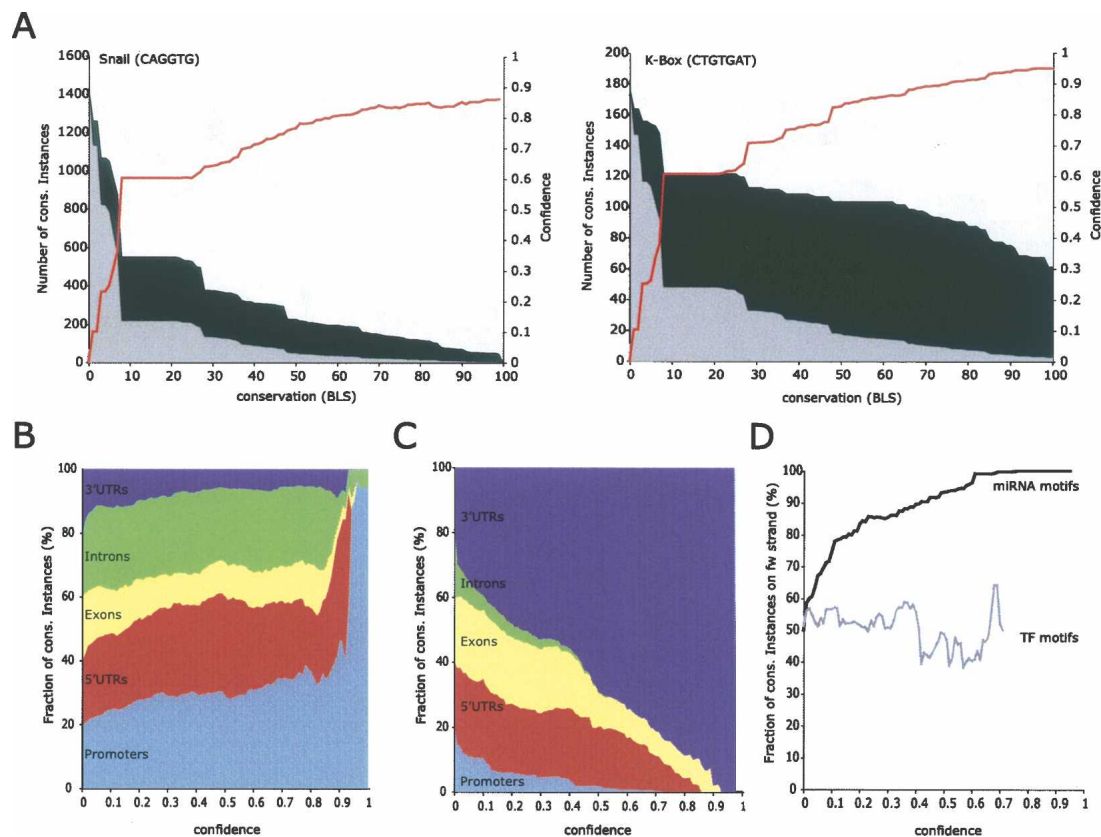 A
Snail (CAGGTG)
Number of cons. Instances
1600
1400
1200
1000
800
600
400
200
0
0 10 20 30 40 50 60 70 80 90 100
conservation (BLS)
1
0.9
0.8
0.7
0.6
0.5
0.4
0.3
0.2
0.1
0
Confidence
K-Box (CTGTGAT)
Number of cons. Instances
200
180
160
140
120
100
80
60
40
20
0
0 10 20 30 40 50 60 70 80 90 100
conservation (BLS)
1
0.9
0.8
0.7
0.6
0.5
0.4
0.3
0.2
0.1
0
Confidence
B
Fraction of cons. Instances (%)
100
80
60
40
20
0
3'UTRs
Introns
Exons
5'UTRs
Promoters
0 0.1 0.2 0.3 0.4 0.5 0.6 0.7 0.8 0.9 1
confidence
C
Fraction of cons. Instances (%)
100
80
60
40
20
0
3'UTRs
Introns
Exons
5'UTRs
Promoters
0 0.1 0.2 0.3 0.4 0.5 0.6 0.7 0.8 0.9 1
confidence
D
Fraction of cons. Instances on fw strand (%)
100
90
80
70
60
50
40
30
20
10
0
miRNA motifs
TF motifs
0 0.1 0.2 0.3 0.4 0.5 0.6 0.7 0.8 0.9 1
confidence